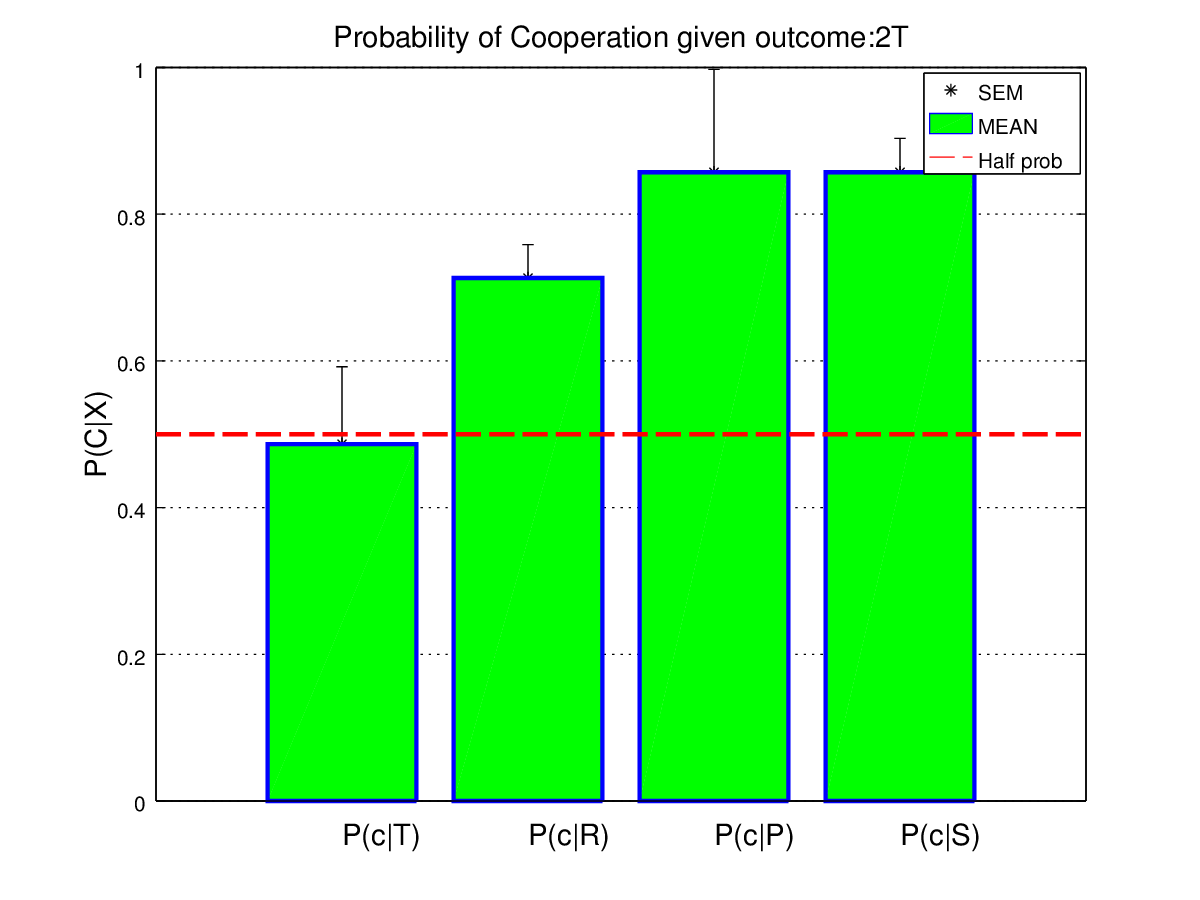 Probability of Cooperation given outcome:2T
SEM
MEAN
Half prob
P(C|X)
1
0.8
0.6
0.4
0.2
0
P(c|T)
P(c|R)
P(c|P)
P(c|S)